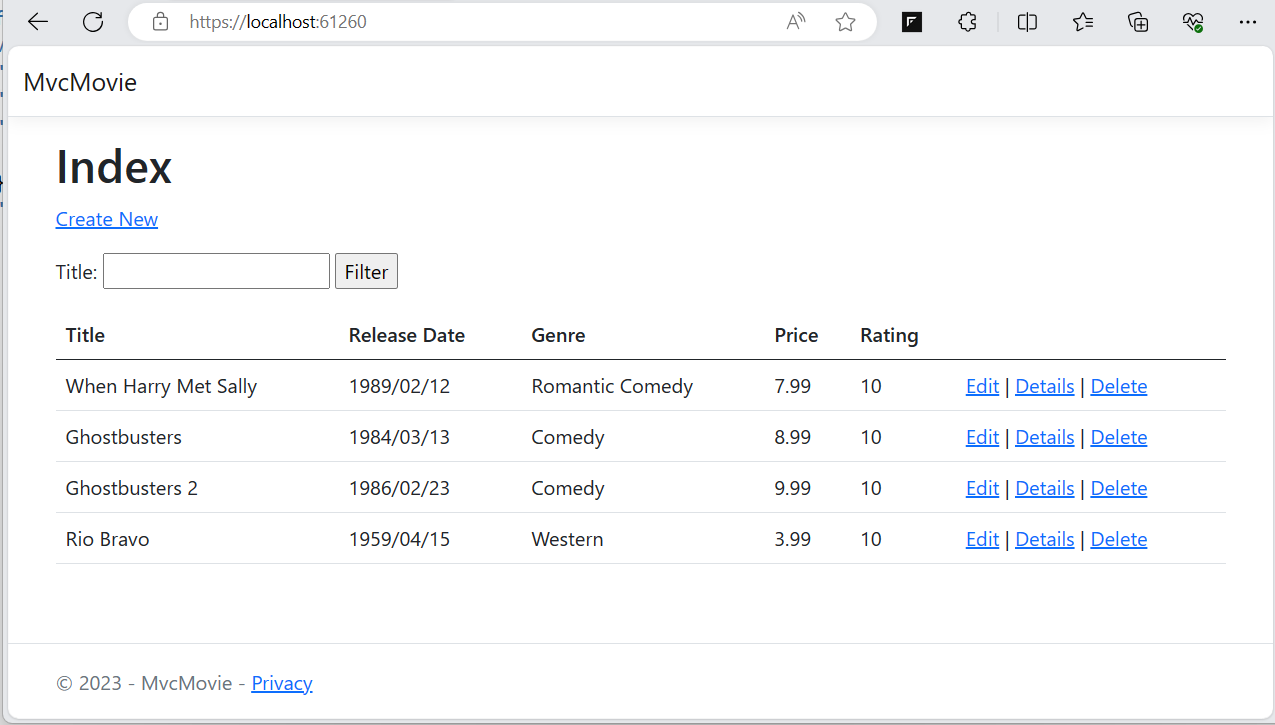 https://localhost:61260
MvcMovie
Index
Create New
Title: Filter
Title Release Date Genre Price Rating
When Harry Met Sally 1989/02/12 Romantic Comedy 7.99 10 Edit | Details | Delete
Ghostbusters 1984/03/13 Comedy 8.99 10 Edit | Details | Delete
Ghostbusters 2 1986/02/23 Comedy 9.99 10 Edit | Details | Delete
Rio Bravo 1959/04/15 Western 3.99 10 Edit | Details | Delete
© 2023 - MvcMovie - Privacy